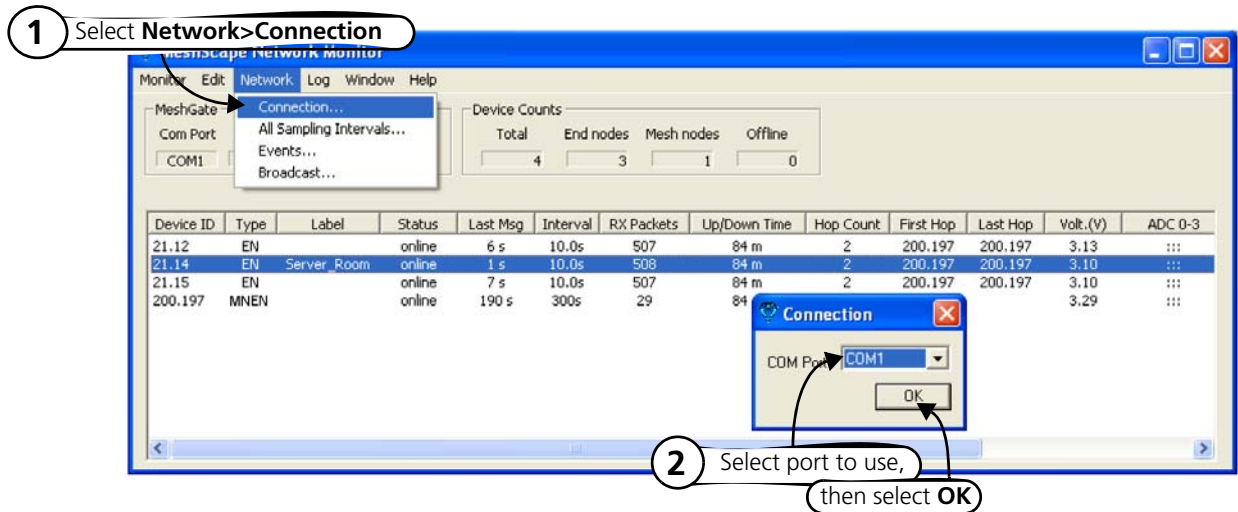 1 Select Network>Connection
MeshScape Network Monitor
Monitor Edit Network Log Window Help
MeshGate
Connection...
All Sampling Intervals...
Events...
Broadcast...
Com Port
COM1
Device Counts
Total End nodes Mesh nodes Offline
4 3 1 0
Device ID Type Label Status Last Msg Interval RX Packets Up/Down Time Hop Count First Hop Last Hop Volt.(V) ADC 0-3
21.12 EN online 6 s 10.0s 507 84 m 2 200.197 200.197 3.13 :::
21.14 EN Server_Room online 1 s 10.0s 508 84 m 2 200.197 200.197 3.10 :::
21.15 EN online 7 s 10.0s 507 84 m 2 200.197 200.197 3.10 :::
200.197 MNEN online 190 s 300s 29 84 3.29 :::
Connection
COM Port COM1
OK
2 Select port to use,
then select OK